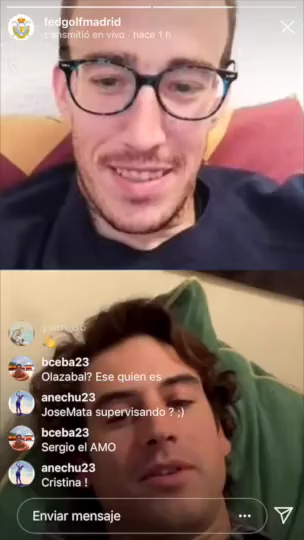 fedgolfmadrid
transmitió en vivo · hace 1 h
bceba23
Olazabal? Ese quien es
anechu23
JoseMata supervisando ? ;)
bceba23
Sergio el AMO
anechu23
Cristina !
Enviar mensaje